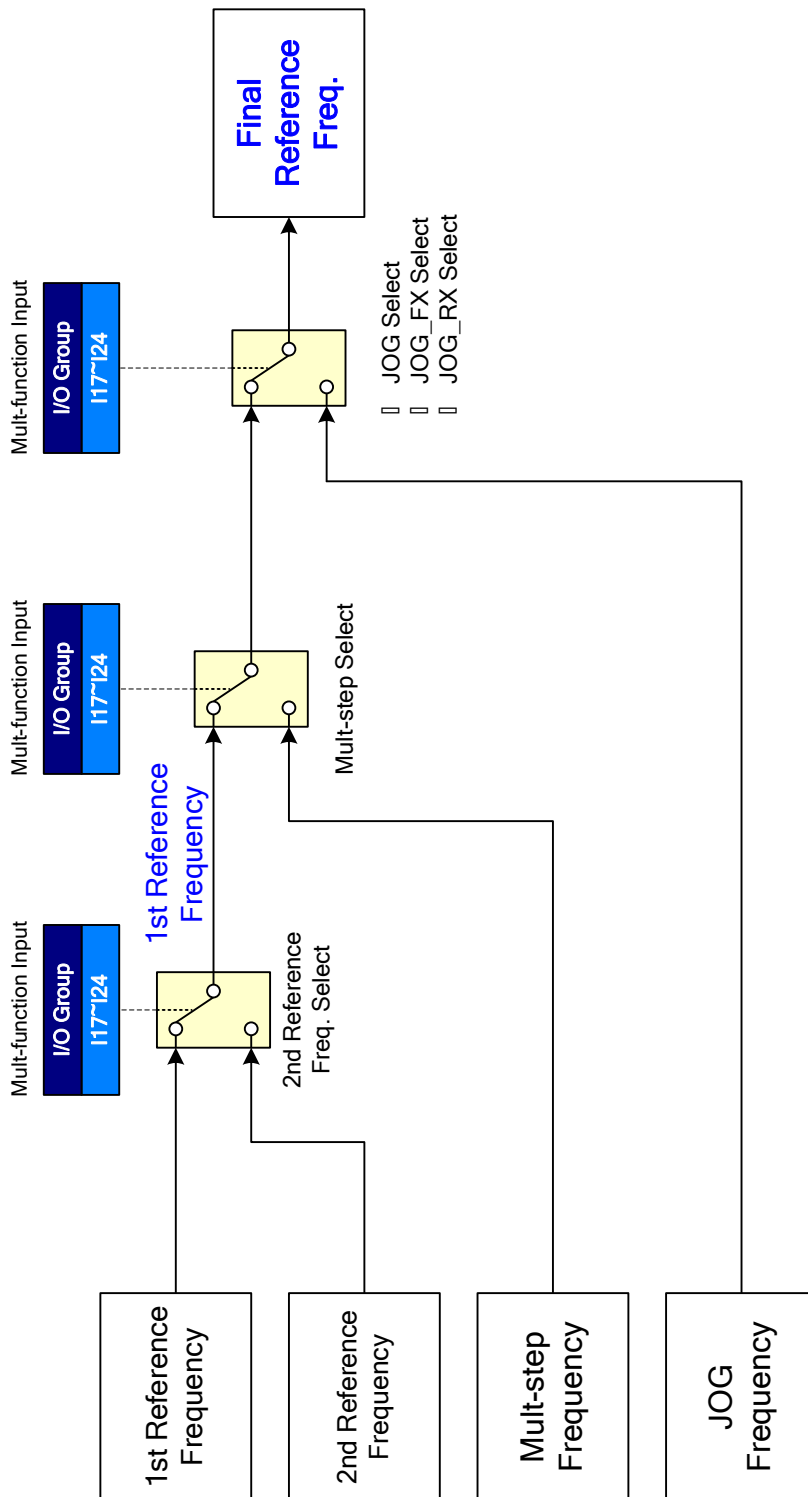 Mult-function Input
I/O Group
I17~I24
Mult-function Input
I/O Group
I17~I24
Mult-function Input
I/O Group
I17~I24
1st Reference
Frequency
2nd Reference
Frequency
Mult-step
Frequency
JOG
Frequency
2nd Reference
Freq. Select
1st Reference
Frequency
Mult-step Select
JOG Select
JOG_FX Select
JOG_RX Select
Final
Reference
Freq.